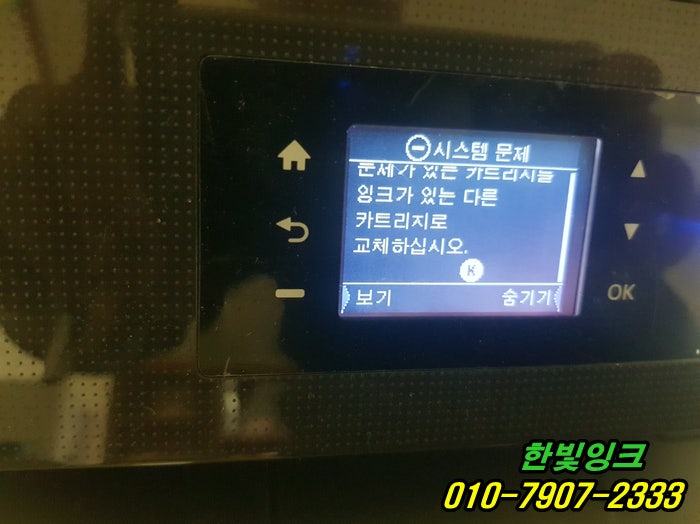 시스템 문제
문제가 있는 카트리지를
잉크가 있는 다른
카트리지로
교체하십시오.
K
보기 숨기기
OK
한빛잉크
010-7907-2333